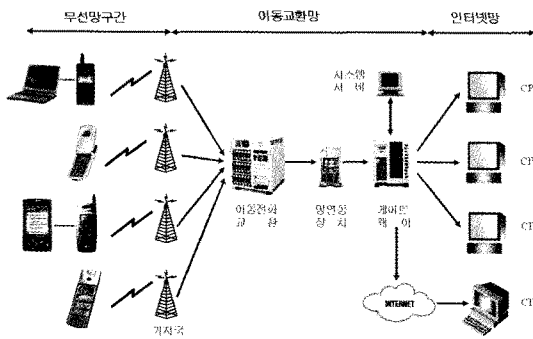 무선망구간
이동교환망
인터넷망
시스템
서버
CP
CP
이동전화
교 환
망연동
장 치
게이트
웨이
INTERNET
기지국